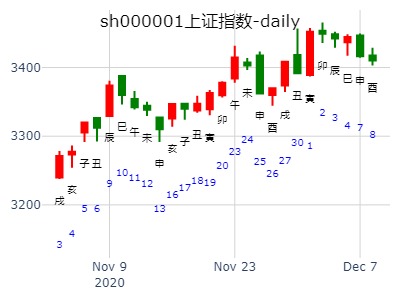 sh000001上证指数-daily
3400
3300
3200
戌 亥 子 丑 辰 巳 午 未 申 亥 子 丑 寅 卯 午 未 申 酉 戌 丑 寅 卯 辰 巳 申 酉
3 4 5 6 9 10 11 12 13 16 17 18 19 20 23 24 25 26 27 30 1 2 3 4 7 8
Nov 9 Nov 23 Dec 7
2020